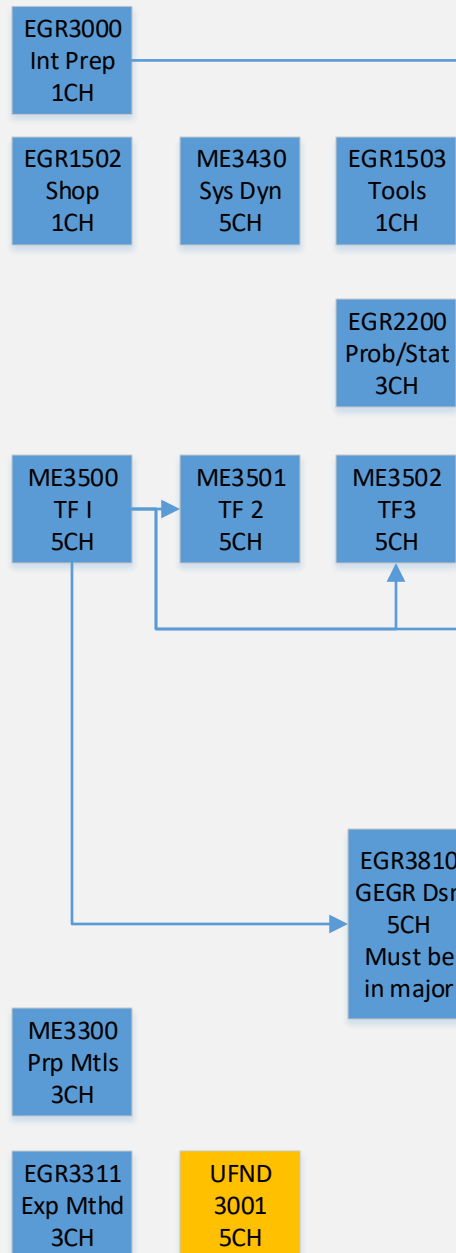 EGR3000
Int Prep
1CH
EGR1502
Shop
1CH
ME3430
Sys Dyn
5CH
EGR1503
Tools
1CH
EGR2200
Prob/Stat
3CH
ME3500
TF I
5CH
ME3501
TF 2
5CH
ME3502
TF3
5CH
EGR3810
GEGR Dsn
5CH
Must be
in major
ME3300
Prp Mtls
3CH
EGR3311
Exp Mthd
3CH
UFND
3001
5CH